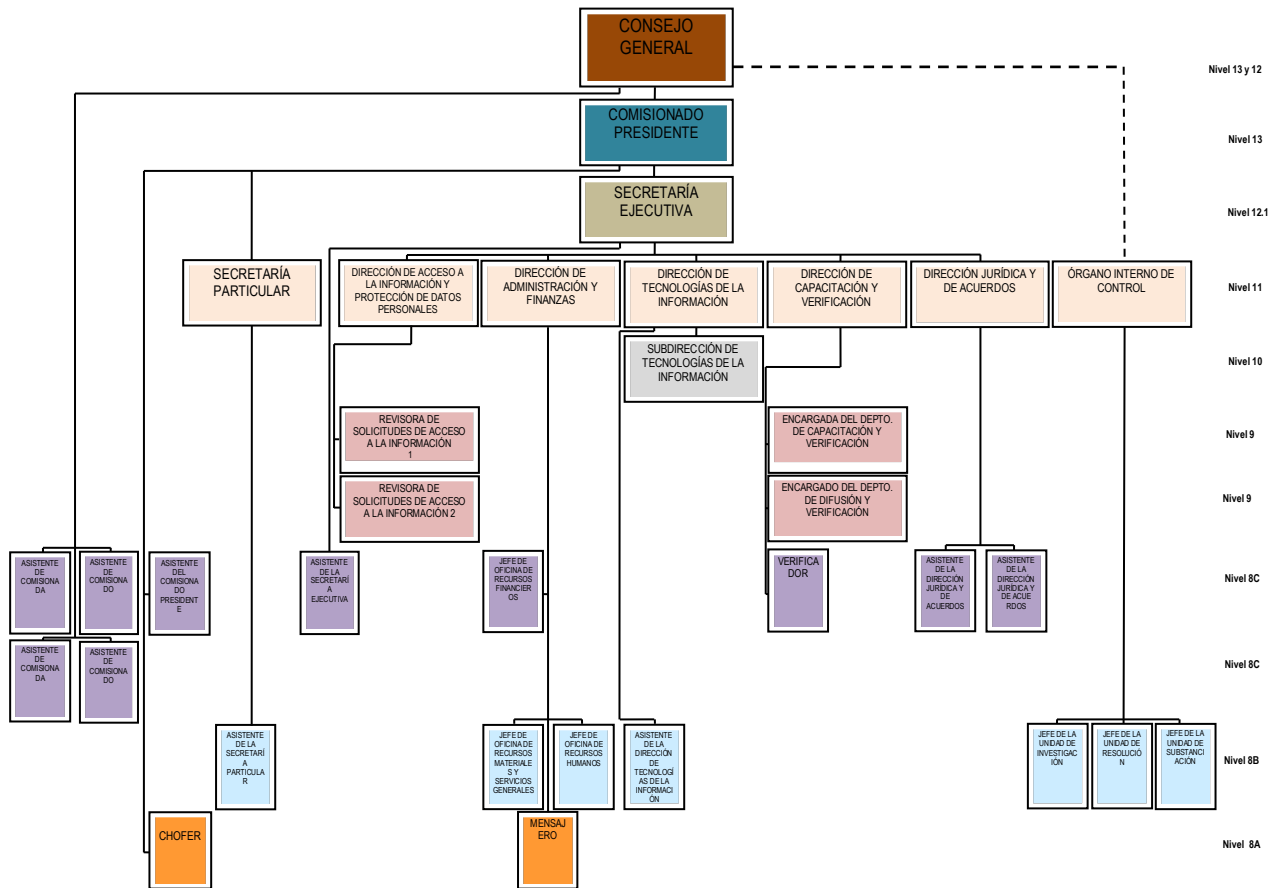 CONSEJO
GENERAL
Nivel 13 y 12
COMISIONADO
PRESIDENTE
Nivel 13
SECRETARÍA
EJECUTIVA
Nivel 12.1
SECRETARÍA
PARTICULAR
DIRECCIÓN DE ACCESO A
LA INFORMACIÓN Y
PROTECCIÓN DE DATOS
PERSONALES
DIRECCIÓN DE
ADMINISTRACIÓN Y
FINANZAS
DIRECCIÓN DE
TECNOLOGÍAS DE LA
INFORMACIÓN
DIRECCIÓN DE
CAPACITACIÓN Y
VERIFICACIÓN
DIRECCIÓN JURÍDICA Y
DE ACUERDOS
ÓRGANO INTERNO DE
CONTROL
Nivel 11
SUBDIRECCIÓN DE
TECNOLOGÍAS DE LA
INFORMACIÓN
Nivel 10
REVISORA DE
SOLICITUDES DE ACCESO
A LA INFORMACIÓN
1
ENCARGADA DEL DEPTO.
DE CAPACITACIÓN Y
VERIFICACIÓN
Nivel 9
REVISORA DE
SOLICITUDES DE ACCESO
A LA INFORMACIÓN 2
ENCARGADO DEL DEPTO.
DE DIFUSIÓN Y
VERIFICACIÓN
Nivel 9
ASISTENTE
DE
COMISIONA
DA
ASISTENTE
DE
COMISIONA
DO
ASISTENTE
DEL
COMISIONA
DO
PRESIDENT
E
ASISTENTE
DE LA
SECRETARÍ
A
EJECUTIVA
JEFE DE
OFICINA DE
RECURSOS
FINANCIER
OS
VERIFICA
DOR
ASISTENTE
DE LA
DIRECCIÓN
JURÍDICA Y
DE
ACUERDOS
ASISTENTE
DE LA
DIRECCIÓN
JURÍDICA Y
DE ACUE
RDOS
Nivel 8C
ASISTENTE
DE
COMISIONA
DA
ASISTENTE
DE
COMISIONA
DO
Nivel 8C
ASISTENTE
DE LA
SECRETARÍ
A
PARTICULA
R
JEFE DE
OFICINA DE
RECURSOS
MATERIALE
S Y
SERVICIOS
GENERALES
JEFE DE
OFICINA DE
RECURSOS
HUMANOS
ASISTENTE
DE LA
DIRECCIÓN
DE
TECNOLOGÍ
AS DE LA
INFORMA
CIÓN
JEFE DE LA
UNIDAD DE
INVESTIGA
CIÓN
JEFE DE LA
UNIDAD DE
RESOLUCI
ÓN
JEFE DE LA
UNIDAD DE
SUBSTANC
IACIÓN
Nivel 8B
CHOFER
MENSAJ
ERO
Nivel 8A